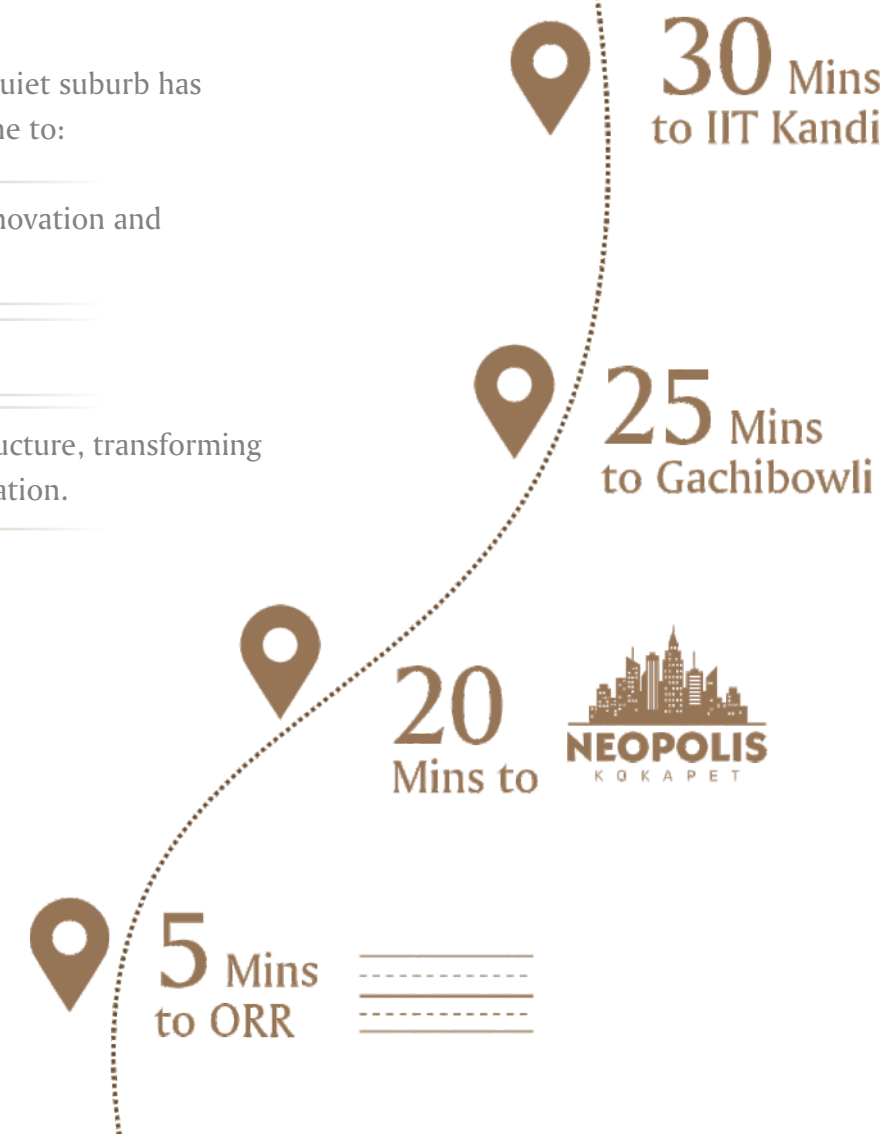 uiet suburb has
e to:
novation and
ucture, transforming
ation.
30 Mins
to IIT Kandi
25 Mins
to Gachibowli
20
Mins to
NEOPOLIS
KOKAPET
5 Mins
to ORR